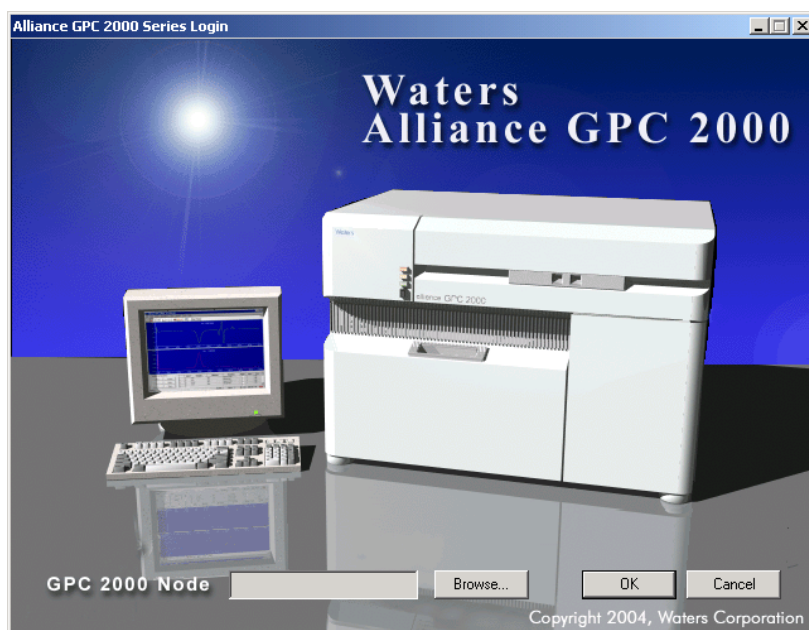 Alliance GPC 2000 Series Login
Waters
Alliance GPC 2000
Waters
alliance GPC 2000
GPC 2000 Node
Browse...
OK
Cancel
Copyright 2004, Waters Corporation